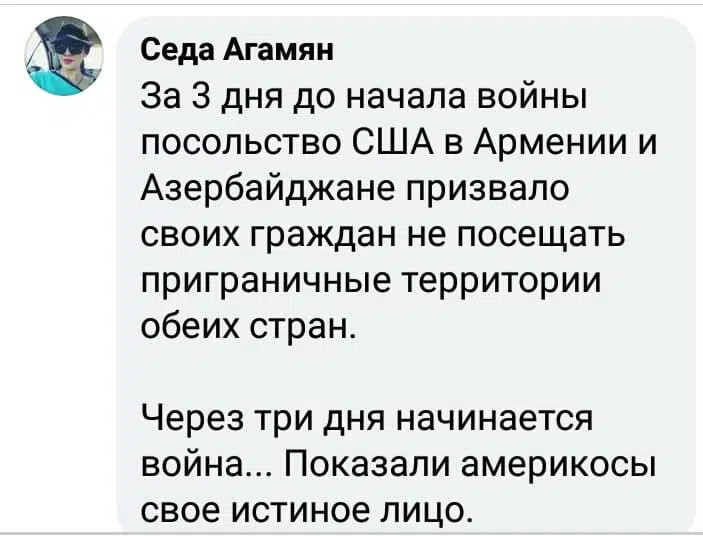 Седа Агамян
За 3 дня до начала войны
посольство США в Армении и
Азербайджане призвало
своих граждан не посещать
приграничные территории
обеих стран.
Через три дня начинается
война... Показали америкосы
свое истиное лицо.